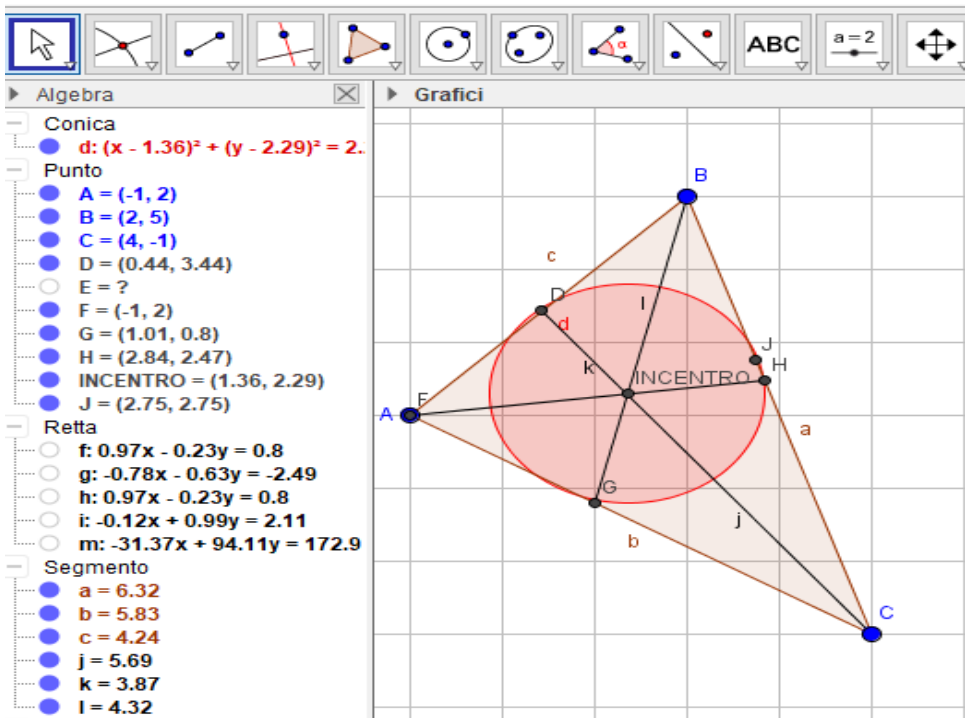 α
ABC
a = 2
Algebra
Grafici
Conica
d: (x - 1.36)² + (y - 2.29)² = 2..
Punto
A = (-1, 2)
B = (2, 5)
C = (4, -1)
D = (0.44, 3.44)
E = ?
F = (-1, 2)
G = (1.01, 0.8)
H = (2.84, 2.47)
INCENTRO = (1.36, 2.29)
J = (2.75, 2.75)
Retta
f: 0.97x - 0.23y = 0.8
g: -0.78x - 0.63y = -2.49
h: 0.97x - 0.23y = 0.8
i: -0.12x + 0.99y = 2.11
m: -31.37x + 94.11y = 172.9
Segmento
a = 6.32
b = 5.83
c = 4.24
j = 5.69
k = 3.87
l = 4.32
B
c
D
l
d
J
k
INCENTRO
H
F
A
a
G
j
b
C